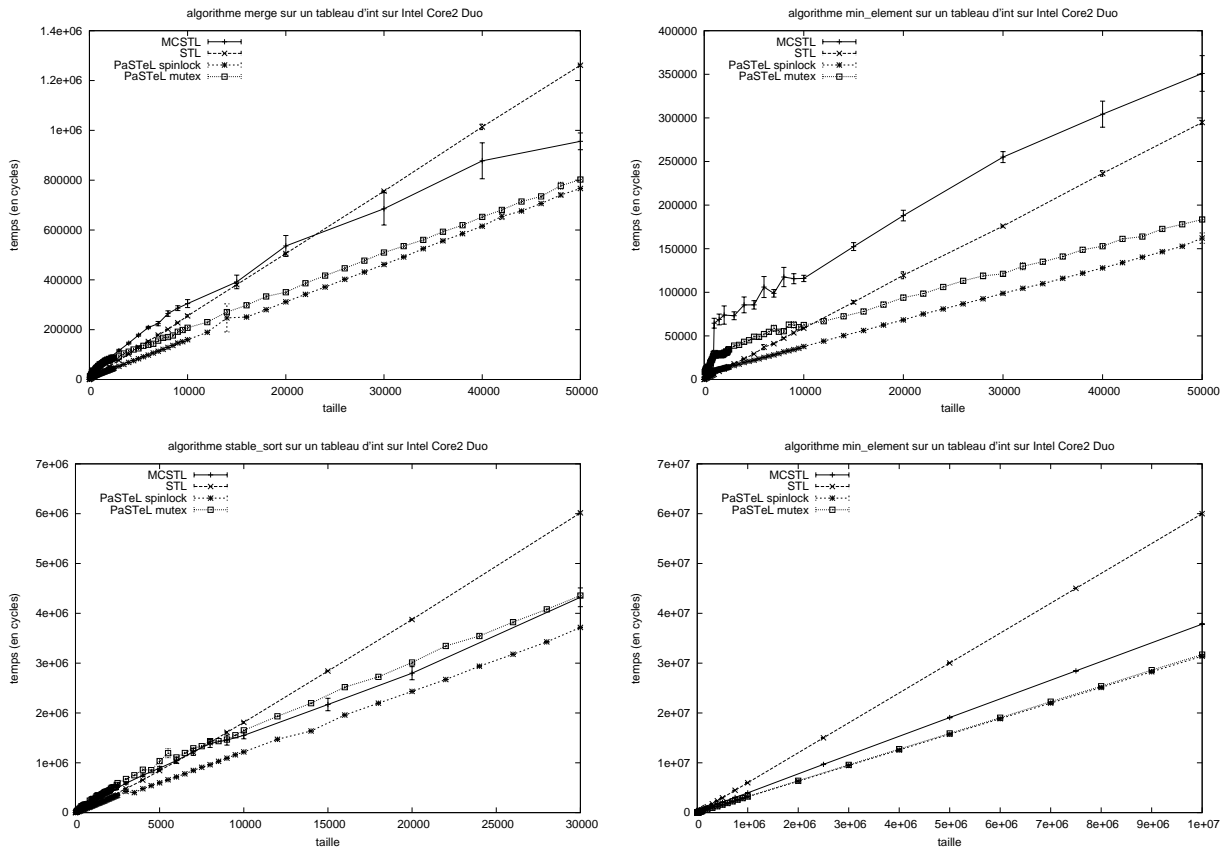 algorithme merge sur un tableau d'int sur Intel Core2 Duo
temps (en cycles)
1.4e+06
1.2e+06
1e+06
800000
600000
400000
200000
0
MCSTL
STL
PaSTeL spinlock
PaSTeL mutex
0 10000 20000 30000 40000 50000
taille
algorithme min_element sur un tableau d'int sur Intel Core2 Duo
temps (en cycles)
400000
350000
300000
250000
200000
150000
100000
50000
0
MCSTL
STL
PaSTeL spinlock
PaSTeL mutex
0 10000 20000 30000 40000 50000
taille
algorithme stable_sort sur un tableau d'int sur Intel Core2 Duo
temps (en cycles)
7e+06
6e+06
5e+06
4e+06
3e+06
2e+06
1e+06
0
MCSTL
STL
PaSTeL spinlock
PaSTeL mutex
0 5000 10000 15000 20000 25000 30000
taille
algorithme min_element sur un tableau d'int sur Intel Core2 Duo
temps (en cycles)
7e+07
6e+07
5e+07
4e+07
3e+07
2e+07
1e+07
0
MCSTL
STL
PaSTeL spinlock
PaSTeL mutex
0 1e+06 2e+06 3e+06 4e+06 5e+06 6e+06 7e+06 8e+06 9e+06 1e+07
taille